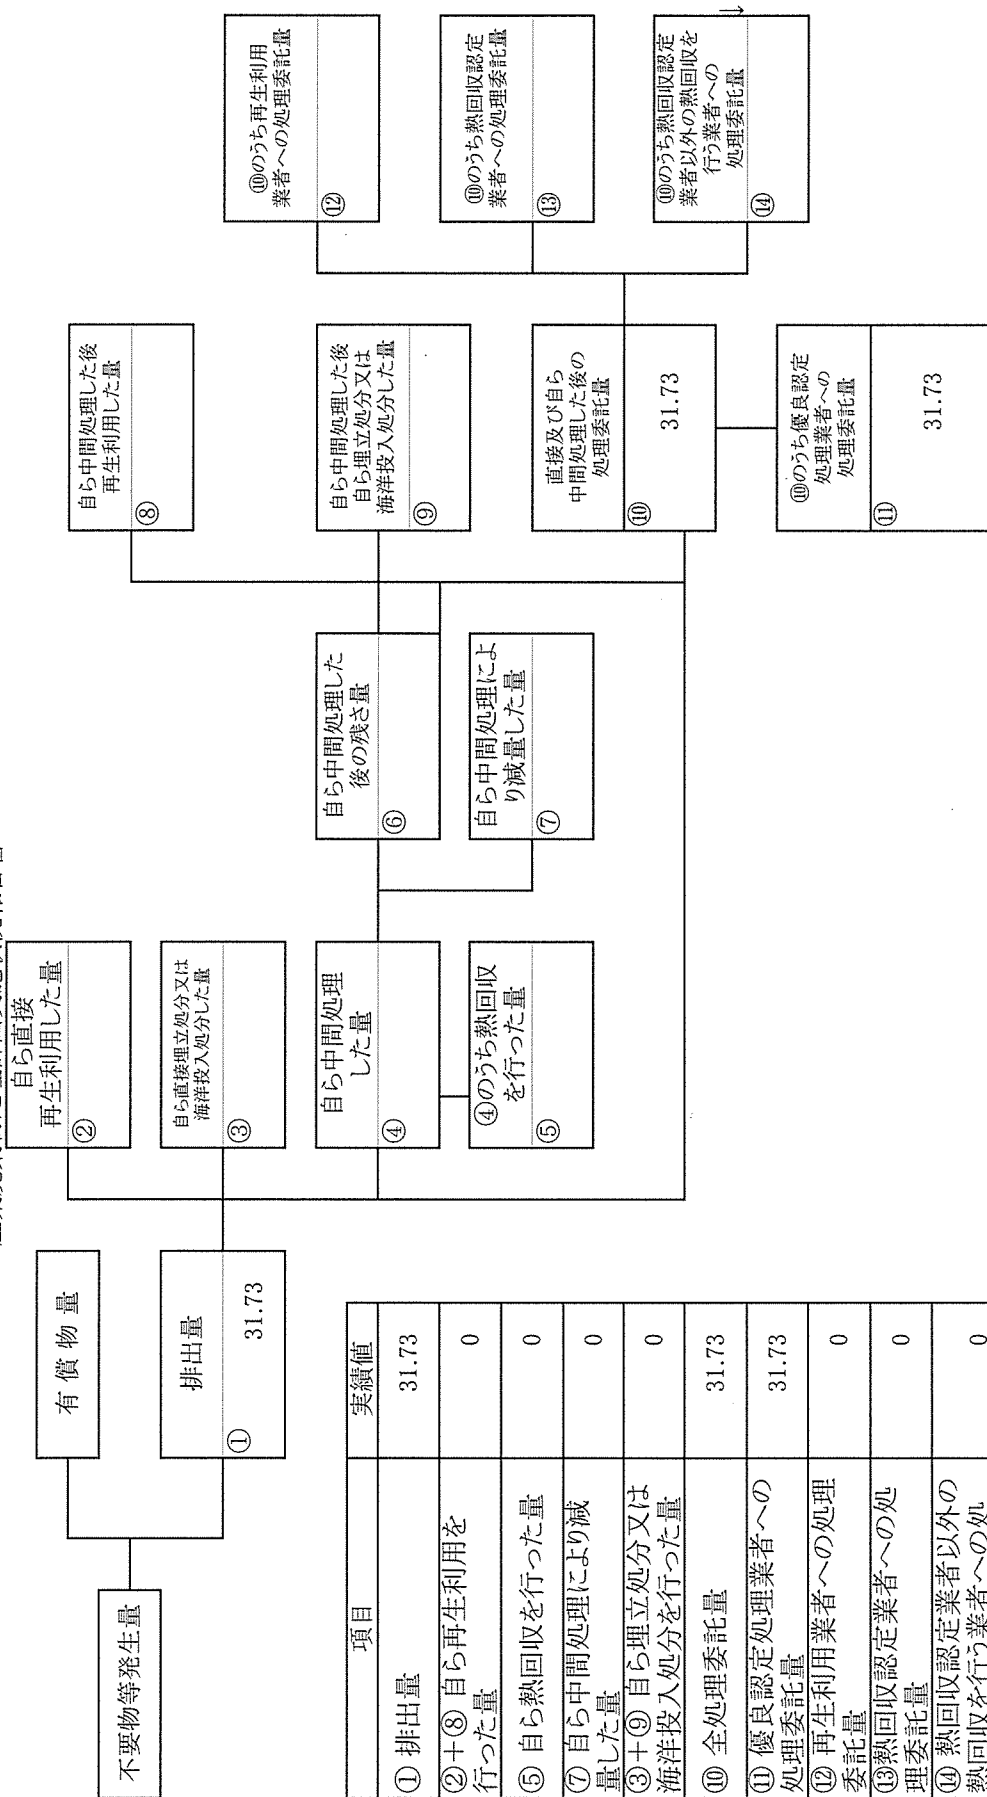 不要物等発生量
有償物量
排出量
①
31.73
自ら直接
再生利用した量
②
自ら直接埋立処分又は
海洋投入処分した量
③
自ら中間処理
した量
④
④のうち熱回収
を行った量
⑤
自ら中間処理した
後の残さ量
⑥
自ら中間処理によ
り減量した量
⑦
自ら中間処理した後
再生利用した量
⑧
自ら中間処理した後
自ら埋立処分又は
海洋投入処分した量
⑨
直接及び自ら
中間処理した後の
処理委託量
⑩
31.73
⑩のうち優良認定
処理業者への
処理委託量
⑪
31.73
⑩のうち再生利用
業者への処理委託量
⑫
⑩のうち熱回収認定
業者への処理委託量
⑬
⑩のうち熱回収認定
業者以外の熱回収を
行う業者への
処理委託量
⑭
項目 実績値
① 排出量 31.73
②+⑧ 自ら再生利用を
行った量 0
⑤ 自ら熱回収を行った量 0
⑦ 自ら中間処理により減
量した量 0
③+⑨ 自ら埋立処分又は
海洋投入処分を行った量 0
⑩ 全処理委託量 31.73
⑪ 優良認定処理業者への
処理委託量 31.73
⑫ 再生利用業者への処理
委託量 0
⑬熱回収認定業者への処
理委託量 0
⑭ 熱回収認定業者以外の
熱回収を行う業者への処 0